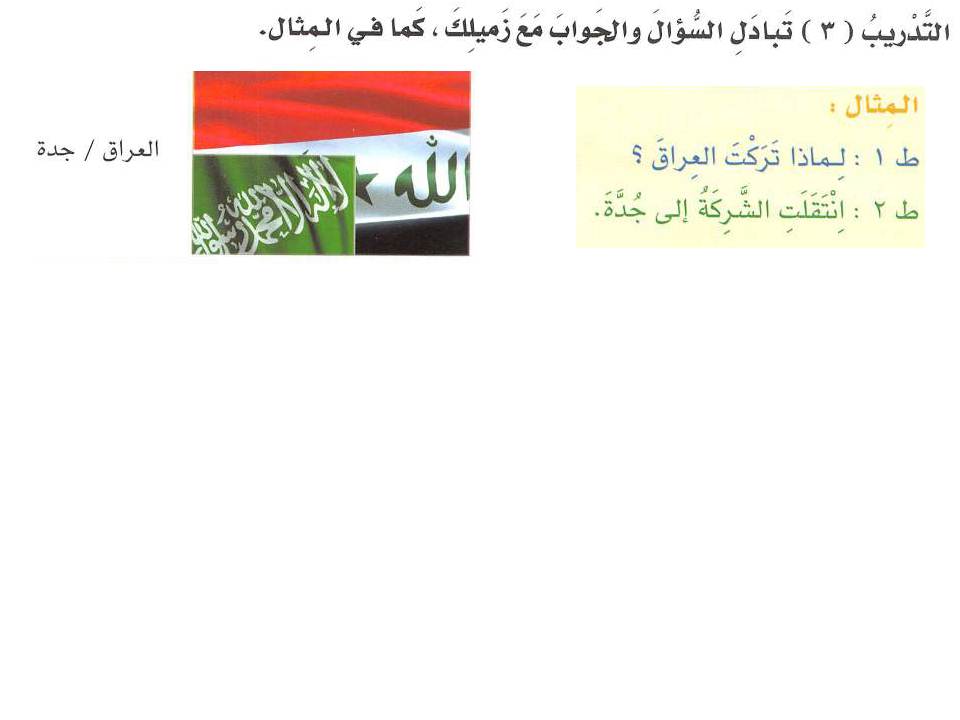 التَّدْريبُ ( ٣ ) تَبادَلِ السُّؤالَ والجَوابَ مَعَ زَميلِكَ ، كَما في المِثال.
المِثال :
ط ١ : لِماذا تَرَكْتَ العِراقَ ؟
ط ٢ : اِنْتَقَلَتِ الشَّرِكَةُ إلى جُدَّةَ.
الله
لا إله إلا الله محمد رسول الله
العراق / جدة